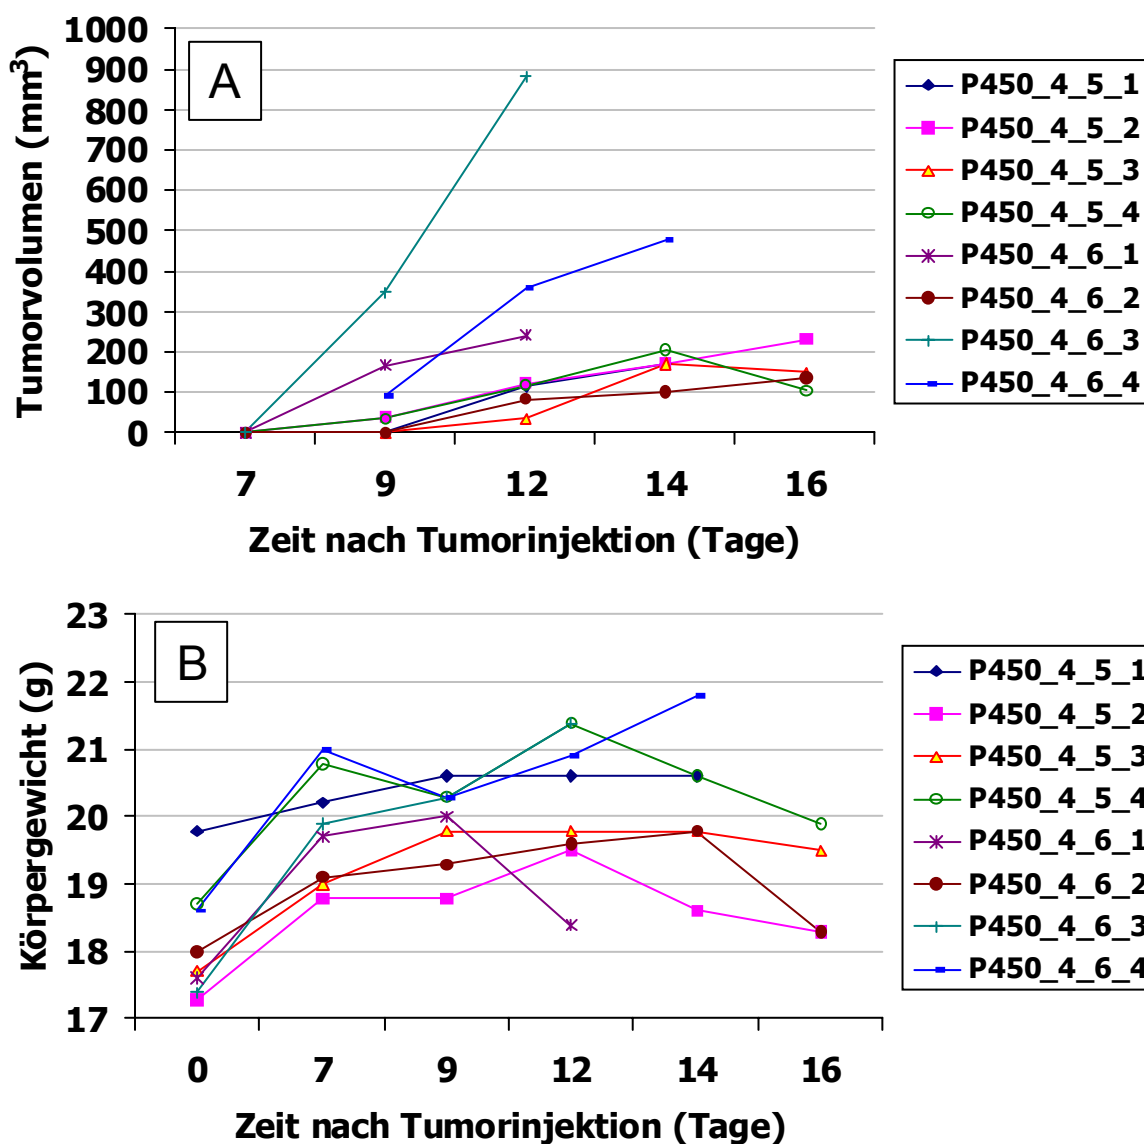 A
Tumorvolumen (mm³)
1000
900
800
700
600
500
400
300
200
100
0
7 9 12 14 16
Zeit nach Tumorinjektion (Tage)
P450_4_5_1
P450_4_5_2
P450_4_5_3
P450_4_5_4
P450_4_6_1
P450_4_6_2
P450_4_6_3
P450_4_6_4
B
Körpergewicht (g)
23
22
21
20
19
18
17
0 7 9 12 14 16
Zeit nach Tumorinjektion (Tage)
P450_4_5_1
P450_4_5_2
P450_4_5_3
P450_4_5_4
P450_4_6_1
P450_4_6_2
P450_4_6_3
P450_4_6_4